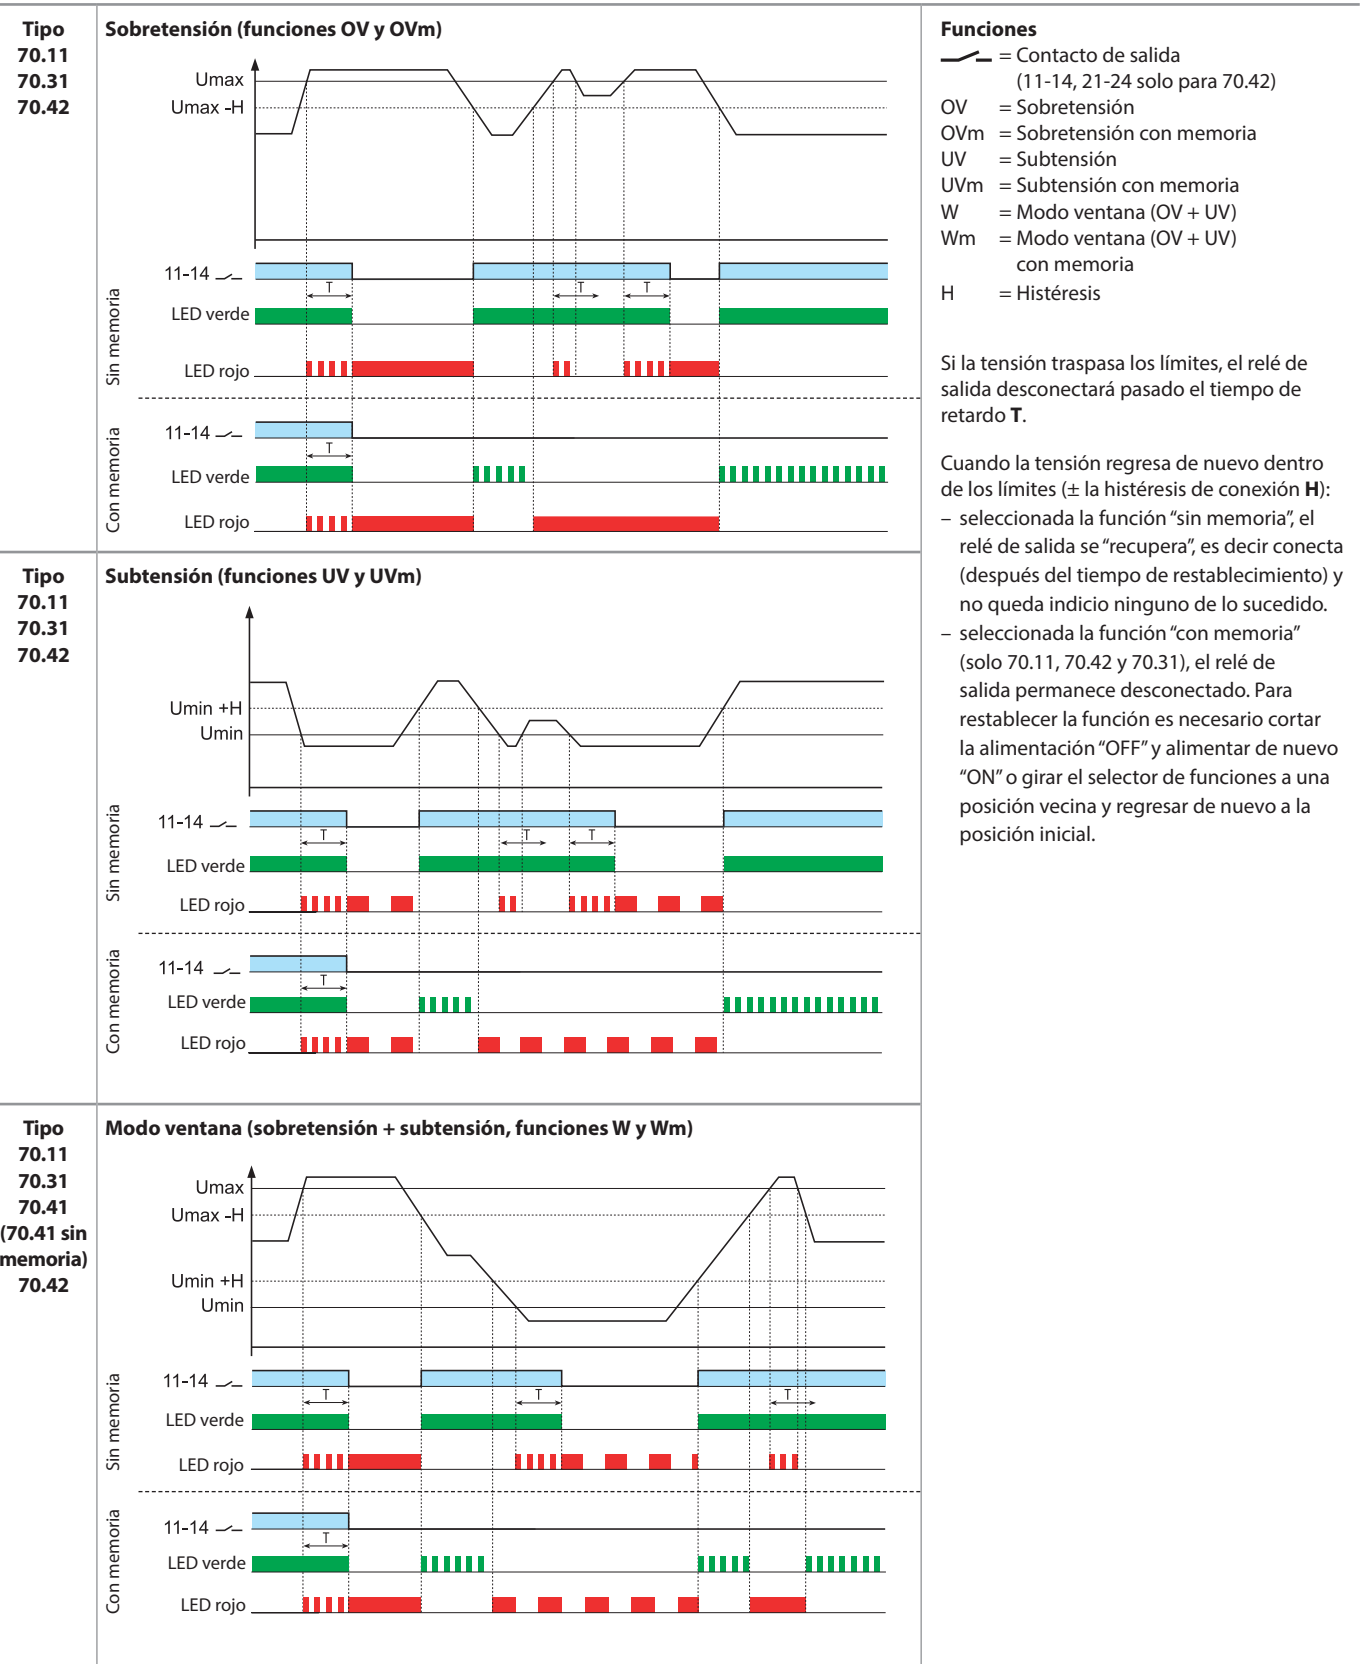 Tipo
70.11
70.31
70.42
Sobretensión (funciones OV y OVm)
Umax
Umax -H
Sin memoria
11-14
T
T
T
LED verde
LED rojo
Con memoria
11-14
T
LED verde
LED rojo
Tipo
70.11
70.31
70.42
Subtensión (funciones UV y UVm)
Umin +H
Umin
Sin memoria
11-14
T
T
T
LED verde
LED rojo
Con memoria
11-14
T
LED verde
LED rojo
Tipo
70.11
70.31
70.41
(70.41 sin
memoria)
70.42
Modo ventana (sobretensión + subtensión, funciones W y Wm)
Umax
Umax -H
Umin +H
Umin
Sin memoria
11-14
T
T
T
LED verde
LED rojo
Con memoria
11-14
T
LED verde
LED rojo
Funciones
= Contacto de salida
(11-14, 21-24 solo para 70.42)
OV = Sobretensión
OVm = Sobretensión con memoria
UV = Subtensión
UVm = Subtensión con memoria
W = Modo ventana (OV + UV)
Wm = Modo ventana (OV + UV)
con memoria
H = Histéresis
Si la tensión traspasa los límites, el relé de
salida desconectará pasado el tiempo de
retardo T.
Cuando la tensión regresa de nuevo dentro
de los límites (± la histéresis de conexión H):
– seleccionada la función “sin memoria”, el
relé de salida se “recupera”, es decir conecta
(después del tiempo de restablecimiento) y
no queda indicio ninguno de lo sucedido.
– seleccionada la función “con memoria”
(solo 70.11, 70.42 y 70.31), el relé de
salida permanece desconectado. Para
restablecer la función es necesario cortar
la alimentación “OFF” y alimentar de nuevo
“ON” o girar el selector de funciones a una
posición vecina y regresar de nuevo a la
posición inicial.